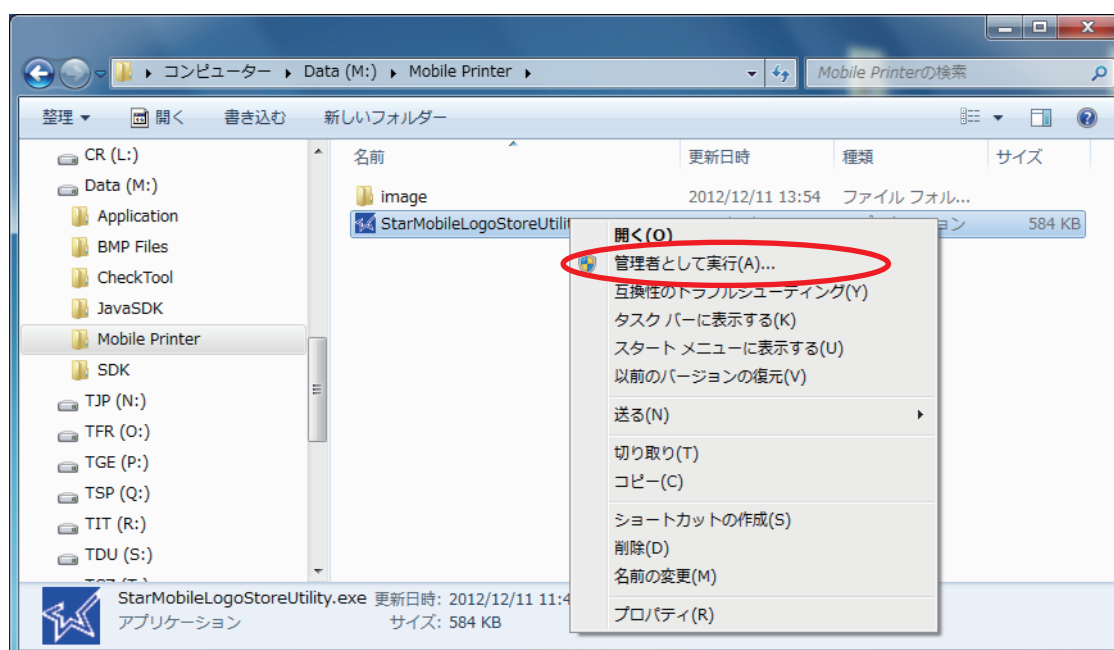 コンピューター ▸ Data (M:) ▸ Mobile Printer ▸
Mobile Printerの検索
整理 開く 書き込む 新しいフォルダー
CR (L:)
Data (M:)
Application
BMP Files
CheckTool
JavaSDK
Mobile Printer
SDK
TJP (N:)
TFR (O:)
TGE (P:)
TSP (Q:)
TIT (R:)
TDU (S:)
名前 更新日時 種類 サイズ
image 2012/12/11 13:54 ファイル フォル...
StarMobileLogoStoreUtilit 584 KB
開く(O)
管理者として実行(A)...
互換性のトラブルシューティング(Y)
タスク バーに表示する(K)
スタート メニューに表示する(U)
以前のバージョンの復元(V)
送る(N)
切り取り(T)
コピー(C)
ショートカットの作成(S)
削除(D)
名前の変更(M)
プロパティ(R)
StarMobileLogoStoreUtility.exe 更新日時: 2012/12/11 11:4
アプリケーション サイズ: 584 KB